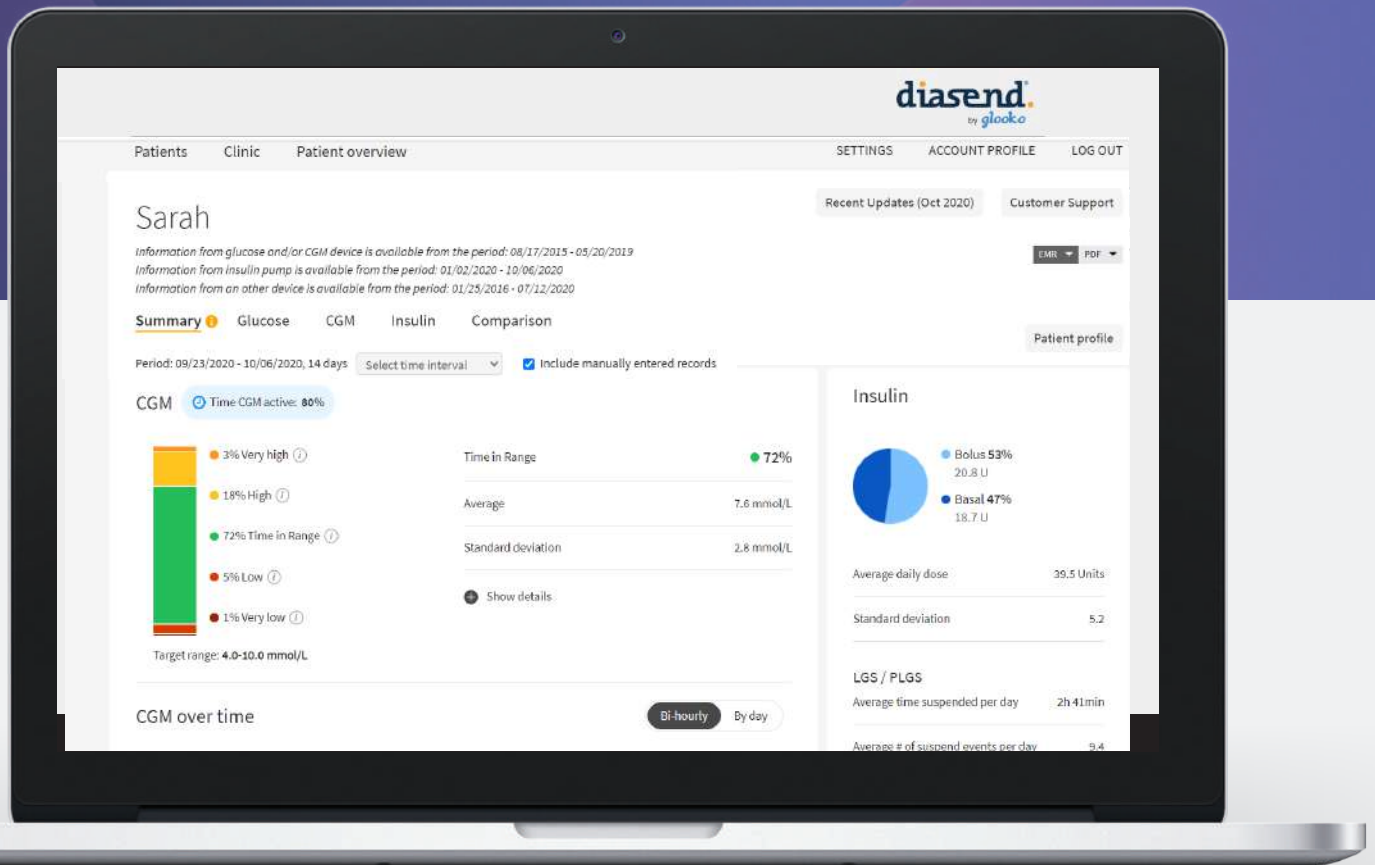 diasend.
by glooko
Patients Clinic Patient overview SETTINGS ACCOUNT PROFILE LOG OUT
Recent Updates (Oct 2020) Customer Support
Sarah
Information from glucose and/or CGM device is available from the period: 08/17/2015 - 05/20/2019
Information from insulin pump is available from the period: 01/02/2020 - 10/06/2020
Information from an other device is available from the period: 01/25/2016 - 07/12/2020
EMR PDF
Summary Glucose CGM Insulin Comparison
Patient profile
Period: 09/23/2020 - 10/06/2020, 14 days Select time interval Include manually entered records
CGM Time CGM active: 80%
3% Very high
18% High
72% Time in Range
5% Low
1% Very low
Target range: 4.0-10.0 mmol/L
Time in Range 72%
Average 7.6 mmol/L
Standard deviation 2.8 mmol/L
Show details
CGM over time Bi-hourly By day
Insulin
Bolus 53%
20.8 U
Basal 47%
18.7 U
Average daily dose 39.5 Units
Standard deviation 5.2
LGS / PLGS
Average time suspended per day 2h 41min
Average # of suspend events per day 9.4